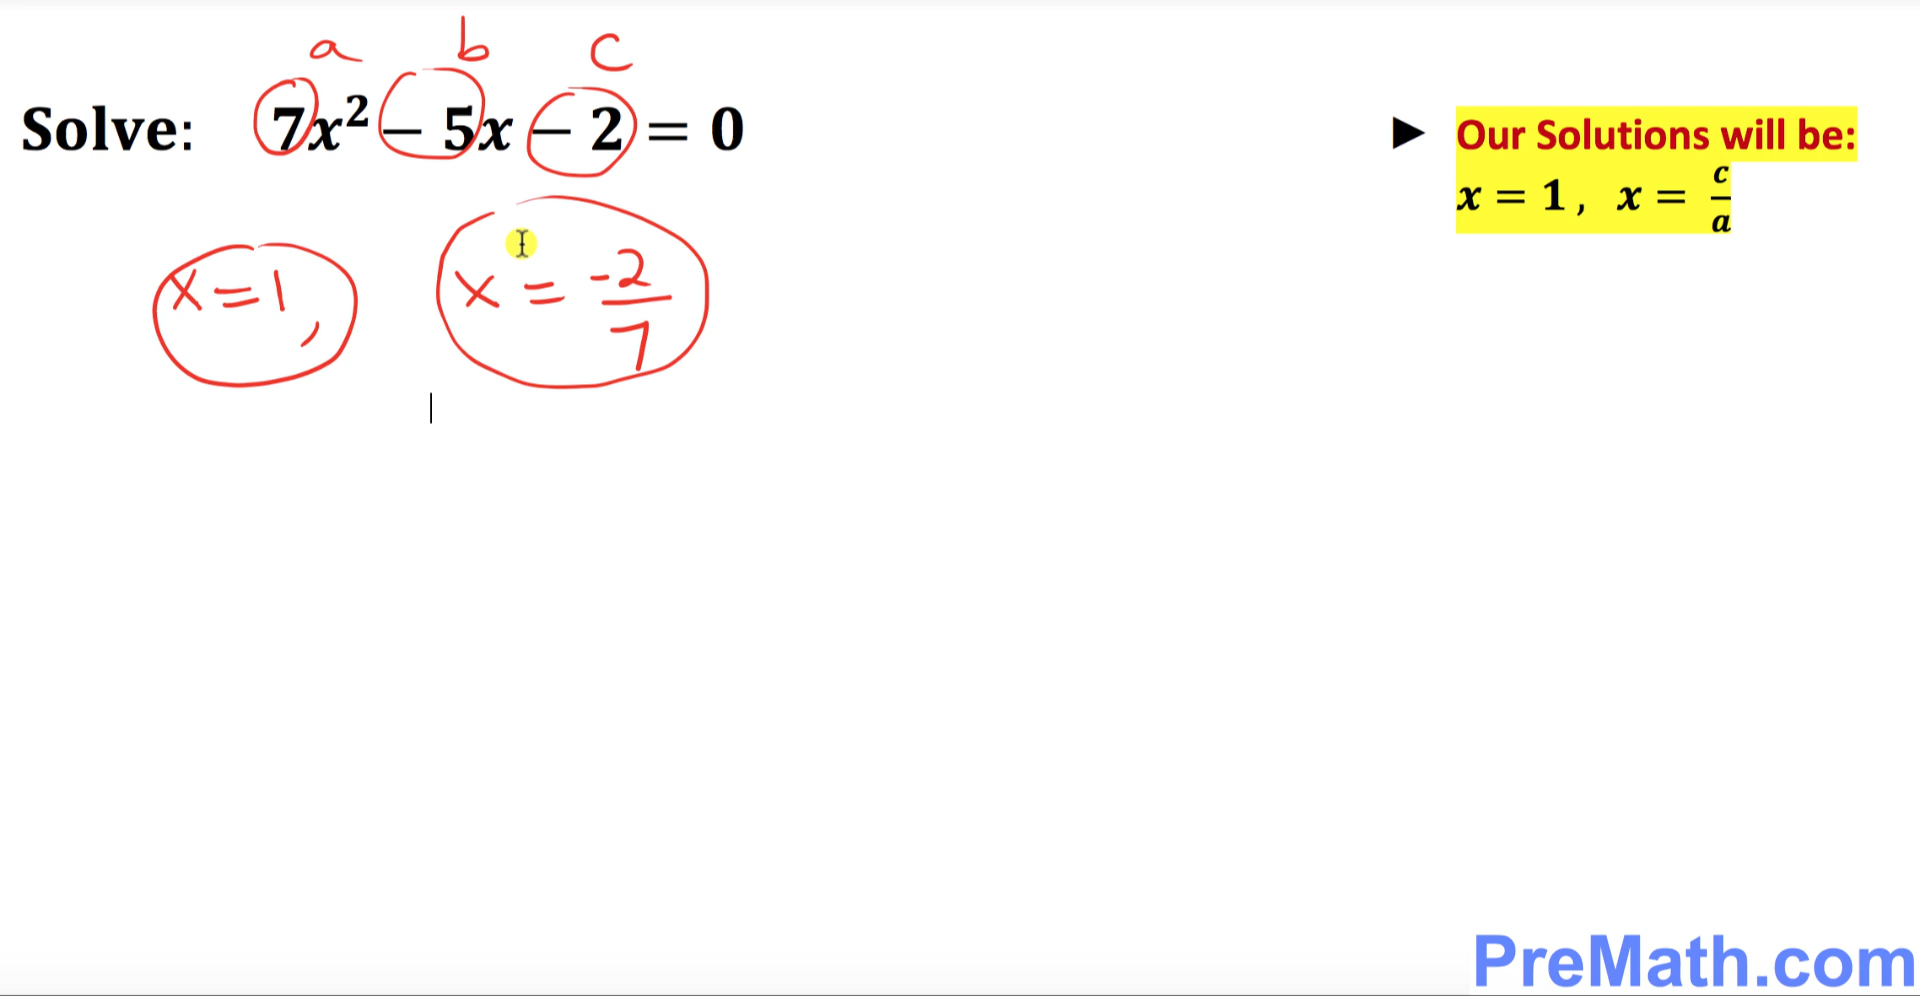 a b c
Solve: 7x² − 5x − 2 = 0
x = 1, x = -2/7
► Our Solutions will be:
x = 1, x = c/a
PreMath.com